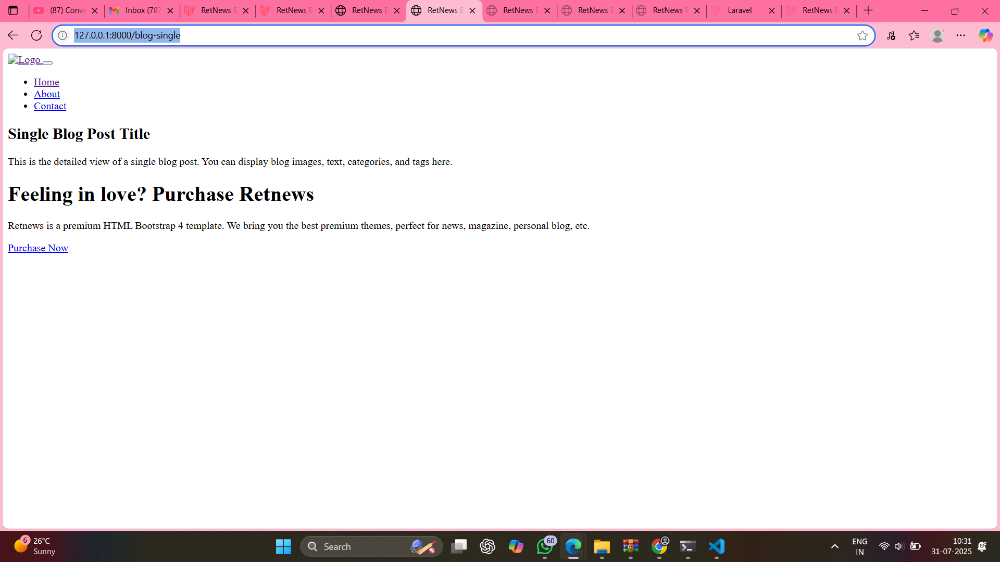 (87) Conve
Inbox (787
RetNews B
RetNews B
RetNews B
RetNews B
RetNews B
RetNews B
RetNews B
Laravel
RetNews B
127.0.0.1:8000/blog-single
Logo
Home
About
Contact
Single Blog Post Title
This is the detailed view of a single blog post. You can display blog images, text, categories, and tags here.
Feeling in love? Purchase Retnews
Retnews is a premium HTML Bootstrap 4 template. We bring you the best premium themes, perfect for news, magazine, personal blog, etc.
Purchase Now
6
26°C
Sunny
Search
60
ENG
IN
10:31
31-07-2025